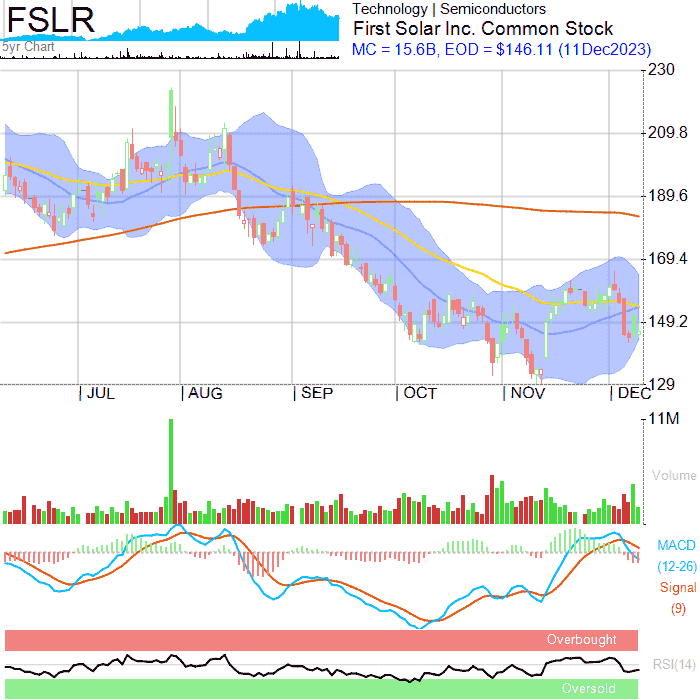 FSLR
5yr Chart
Technology | Semiconductors
First Solar Inc. Common Stock
MC = 15.6B, EOD = $146.11 (11Dec2023)
230
209.8
189.6
169.4
149.2
129
JUL
AUG
SEP
OCT
NOV
DEC
11M
Volume
MACD
(12-26)
Signal
(9)
Overbought
RSI(14)
Oversold